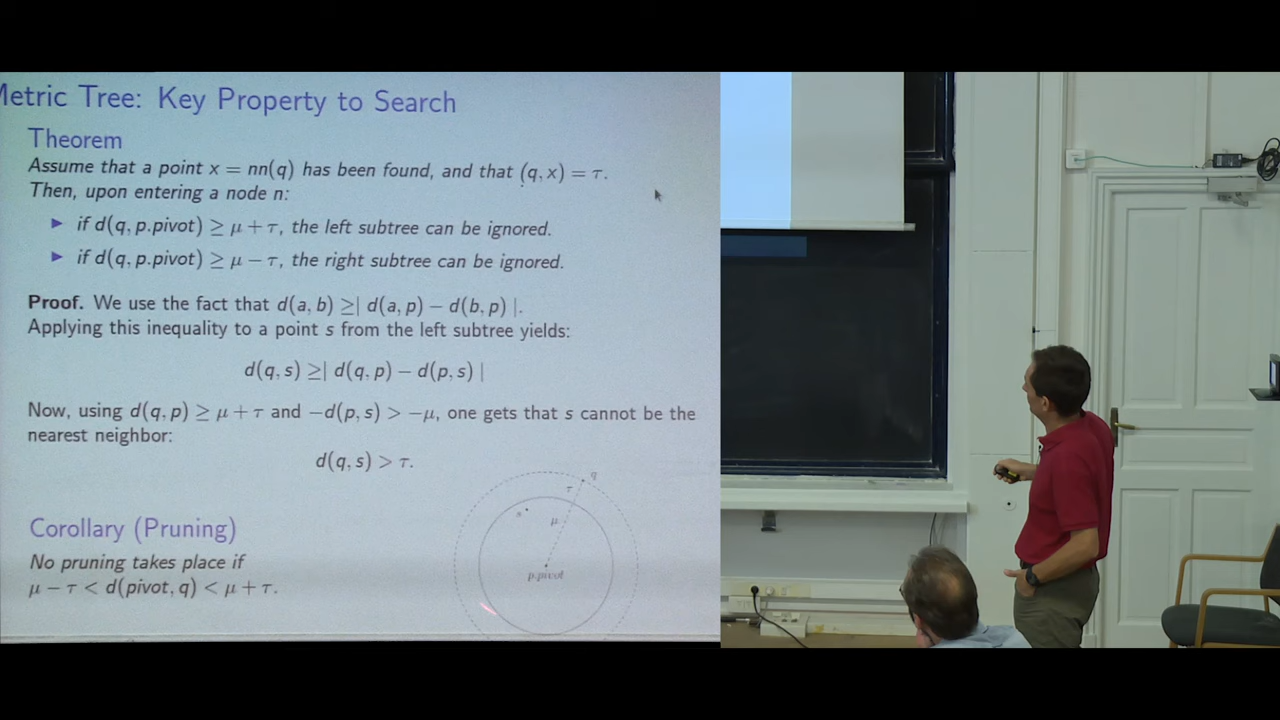 Metric Tree: Key Property to Search
Theorem
Assume that a point x = nn(q) has been found, and that (q, x) = τ.
Then, upon entering a node n:
▶ if d(q, p.pivot) ≥ μ + τ, the left subtree can be ignored.
▶ if d(q, p.pivot) ≥ μ − τ, the right subtree can be ignored.
Proof. We use the fact that d(a, b) ≥| d(a, p) − d(b, p) |.
Applying this inequality to a point s from the left subtree yields:
d(q, s) ≥| d(q, p) − d(p, s) |
Now, using d(q, p) ≥ μ + τ and −d(p, s) > −μ, one gets that s cannot be the
nearest neighbor:
d(q, s) > τ.
q
τ
s
μ
p.pivot
Corollary (Pruning)
No pruning takes place if
μ − τ < d(pivot, q) < μ + τ.